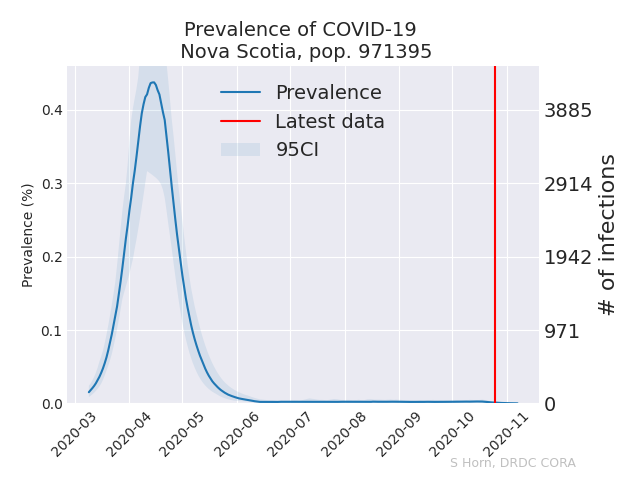 Prevalence of COVID-19
Nova Scotia, pop. 971395
Prevalence
Latest data
95CI
Prevalence (%)
0.4
0.3
0.2
0.1
0.0
3885
2914
1942
971
0
# of infections
2020-03
2020-04
2020-05
2020-06
2020-07
2020-08
2020-09
2020-10
2020-11
S Horn, DRDC CORA